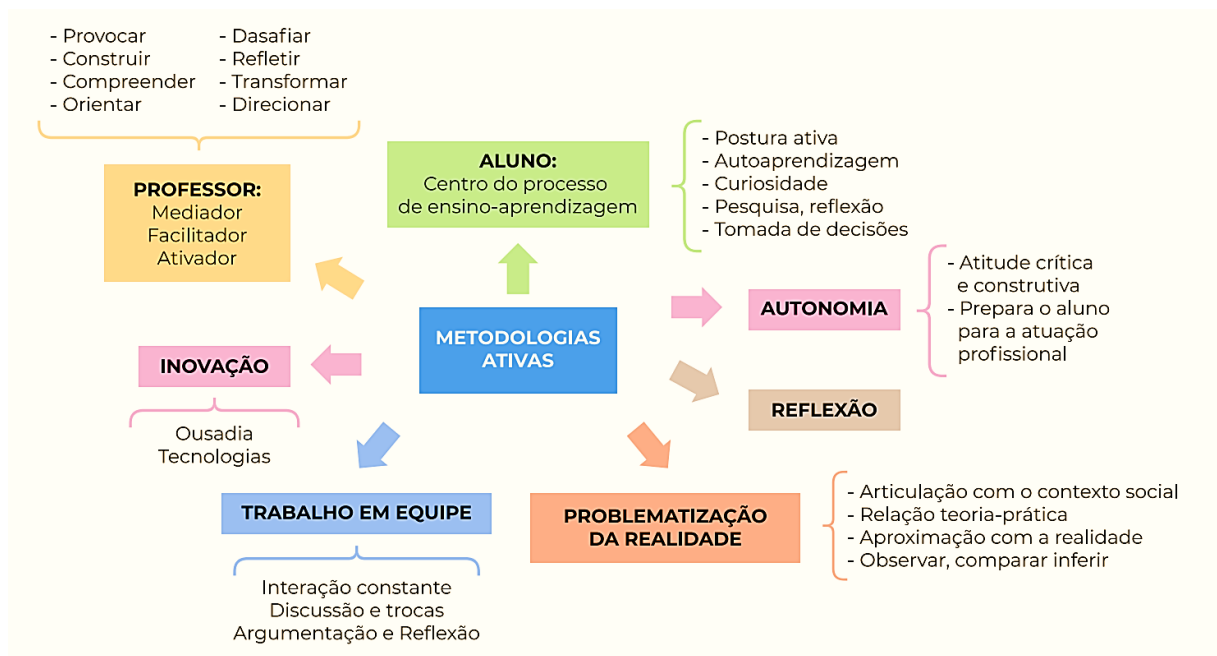 - Provocar
- Construir
- Compreender
- Orientar
- Dasafiar
- Refletir
- Transformar
- Direcionar
PROFESSOR:
Mediador
Facilitador
Ativador
ALUNO:
Centro do processo
de ensino-aprendizagem
- Postura ativa
- Autoaprendizagem
- Curiosidade
- Pesquisa, reflexão
- Tomada de decisões
METODOLOGIAS
ATIVAS
AUTONOMIA
- Atitude crítica
e construtiva
- Prepara o aluno
para a atuação
profissional
INOVAÇÃO
Ousadia
Tecnologias
REFLEXÃO
TRABALHO EM EQUIPE
Interação constante
Discussão e trocas
Argumentação e Reflexão
PROBLEMATIZAÇÃO
DA REALIDADE
- Articulação com o contexto social
- Relação teoria-prática
- Aproximação com a realidade
- Observar, comparar inferir